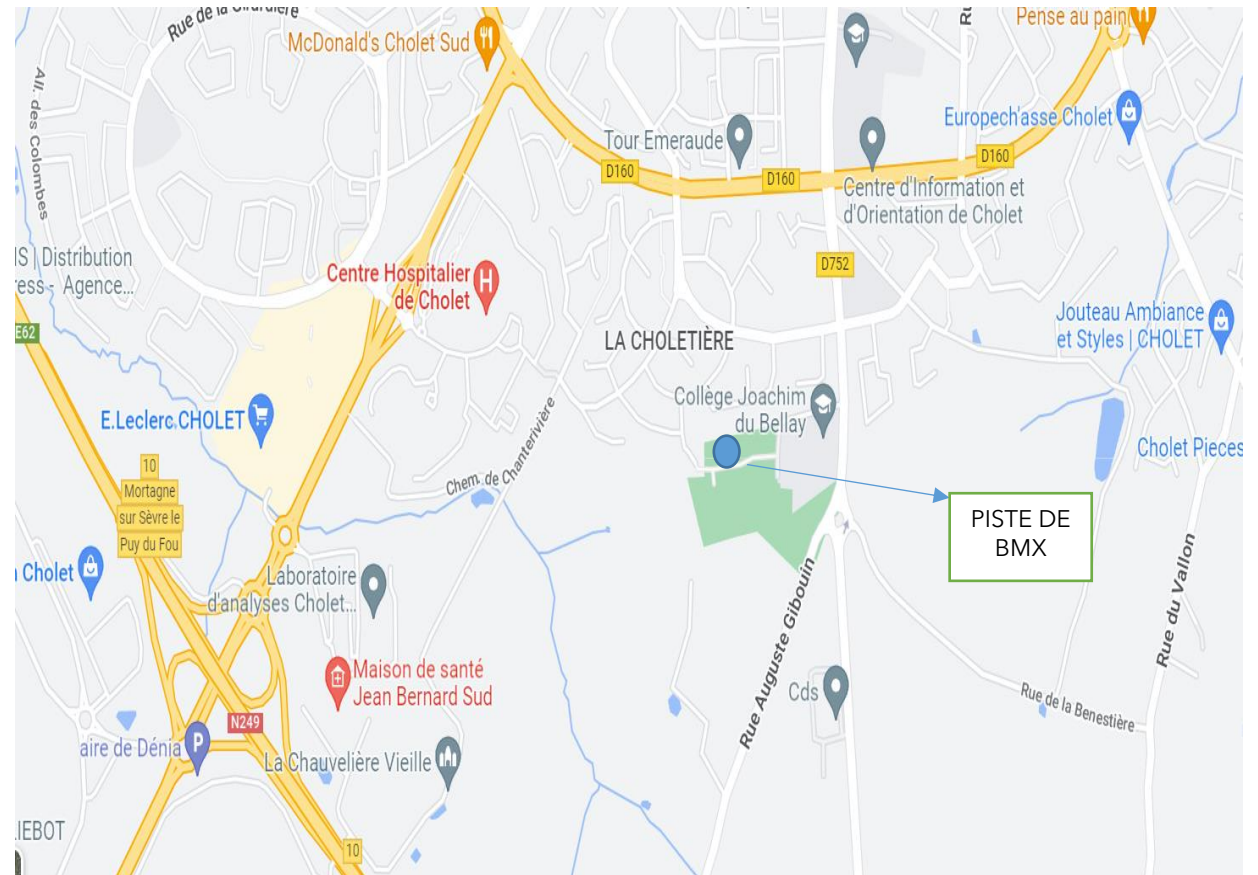 Rue de la Girardière
McDonald's Cholet Sud
Pense au pain
All. des Colombes
Europech'asse Cholet
Tour Emeraude
D160
D160
D160
Centre d'Information et
d'Orientation de Cholet
IS | Distribution
ress - Agence...
Centre Hospitalier
de Cholet
D752
E62
LA CHOLETIÈRE
Jouteau Ambiance
et Styles | CHOLET
E.Leclerc CHOLET
Collège Joachim
du Bellay
Chem. de Chanterivière
Cholet Pieces
10
Mortagne
sur Sèvre le
Puy du Fou
PISTE DE
BMX
Cholet
Laboratoire
d'analyses Cholet...
Rue du Vallon
Rue Auguste Gibouin
Maison de santé
Jean Bernard Sud
Cds
Rue de la Benestière
N249
aire de Dénia
P
La Chauvelière Vieille
IEBOT
10